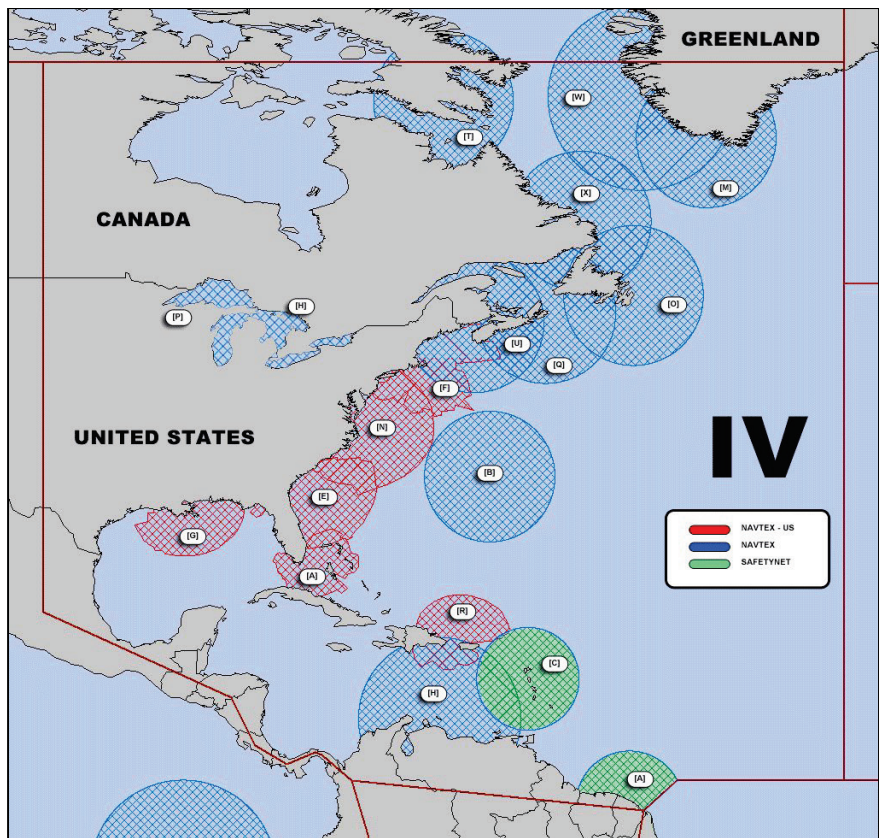 GREENLAND
[W]
[T]
[M]
[X]
CANADA
[H]
[P]
[O]
[U]
[Q]
[F]
[N]
UNITED STATES
[B]
IV
[E]
[G]
NAVTEX - US
NAVTEX
SAFETYNET
[A]
[R]
[C]
[H]
[A]